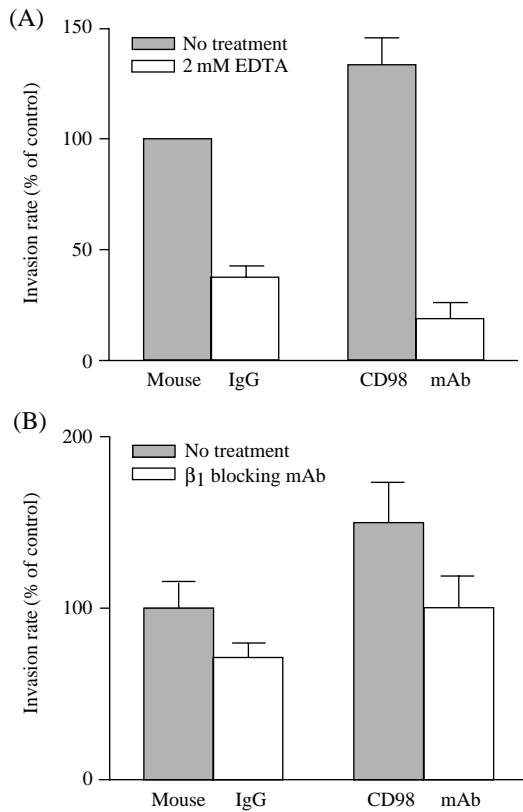 (A)
150
100
50
0
Invasion rate (% of control)
No treatment
2 mM EDTA
Mouse IgG CD98 mAb
(B)
200
100
0
Invasion rate (% of control)
No treatment
β1 blocking mAb
Mouse IgG CD98 mAb